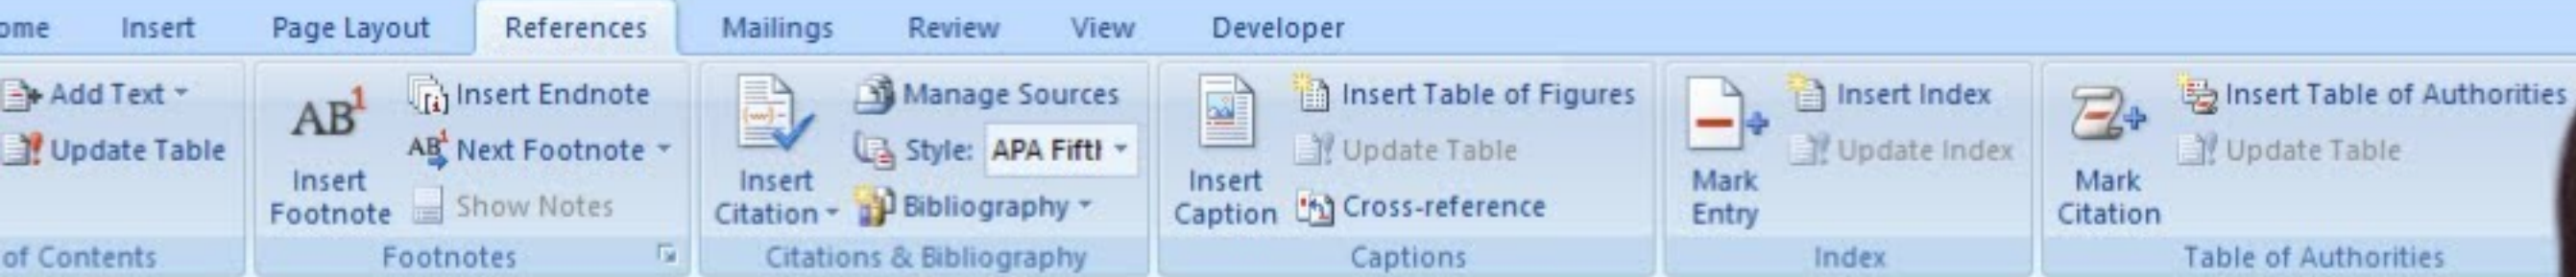 ome Insert Page Layout References Mailings Review View Developer
Add Text
Update Table
of Contents
AB1
Insert
Footnote
Insert Endnote
AB1 Next Footnote
Show Notes
Footnotes
Insert
Citation
Manage Sources
Style: APA Fift
Bibliography
Citations & Bibliography
Insert
Caption
Insert Table of Figures
Update Table
Cross-reference
Captions
Mark
Entry
Insert Index
Update Index
Index
Mark
Citation
Insert Table of Authorities
Update Table
Table of Authorities